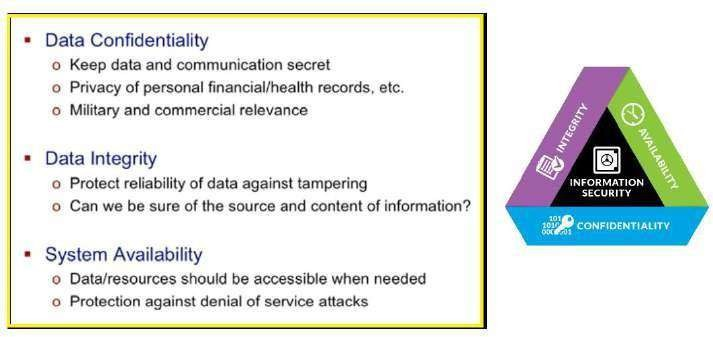 ▪ Data Confidentiality
o Keep data and communication secret
o Privacy of personal financial/health records, etc.
o Military and commercial relevance
▪ Data Integrity
o Protect reliability of data against tampering
o Can we be sure of the source and content of information?
▪ System Availability
o Data/resources should be accessible when needed
o Protection against denial of service attacks
INTEGRITY
AVAILABILITY
INFORMATION
SECURITY
CONFIDENTIALITY